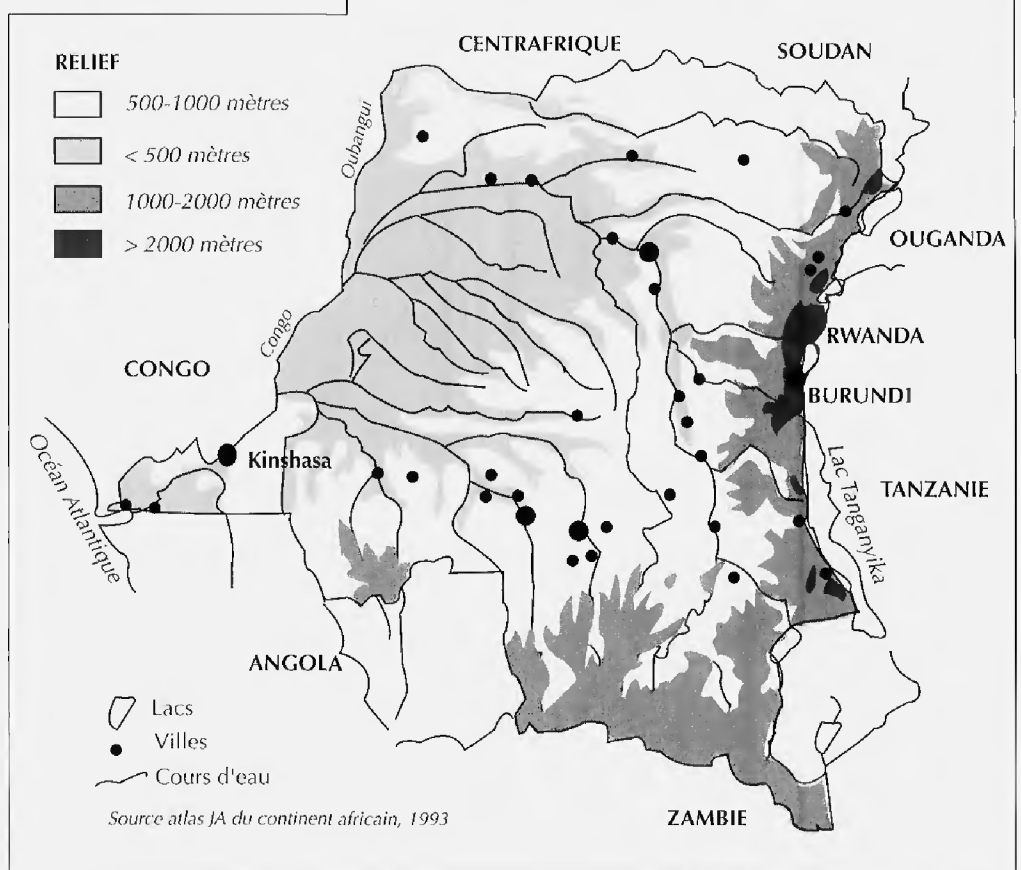 CENTRAFRIQUE
SOUDAN
RELIEF
500-1000 mètres
< 500 mètres
1000-2000 mètres
> 2000 mètres
Oubangui
OUGANDA
Congo
RWANDA
CONGO
BURUNDI
Kinshasa
Océan Atlantique
Lac Tanganyika
TANZANIE
ANGOLA
Lacs
Villes
Cours d'eau
Source atlas JA du continent africain, 1993
ZAMBIE